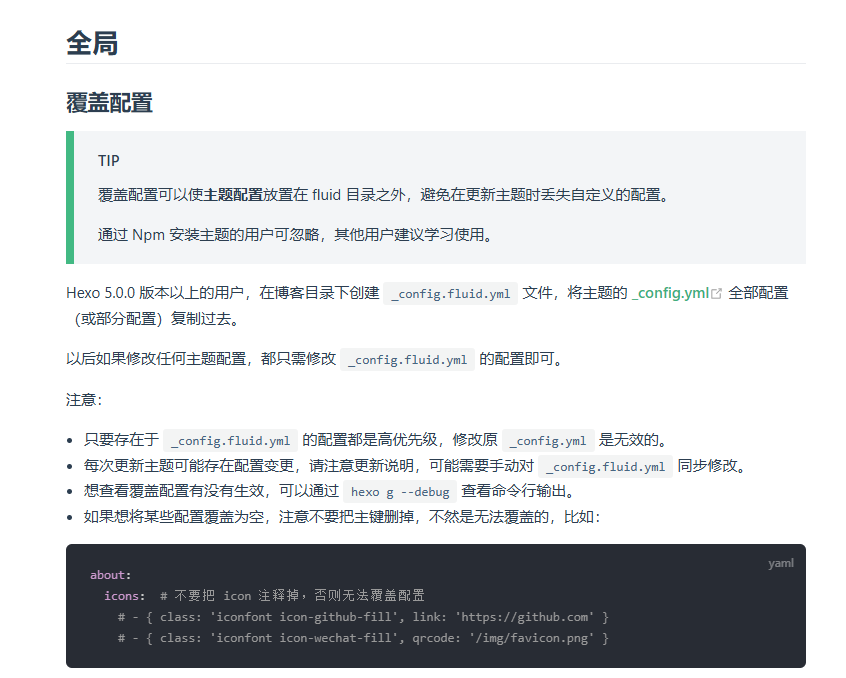 全局
覆盖配置
TIP
覆盖配置可以使主题配置放置在 fluid 目录之外，避免在更新主题时丢失自定义的配置。
通过 Npm 安装主题的用户可忽略，其他用户建议学习使用。
Hexo 5.0.0 版本以上的用户，在博客目录下创建 _config.fluid.yml 文件，将主题的 _config.yml 全部配置
（或部分配置）复制过去。
以后如果修改任何主题配置，都只需修改 _config.fluid.yml 的配置即可。
注意：
• 只要存在于 _config.fluid.yml 的配置都是高优先级，修改原 _config.yml 是无效的。
• 每次更新主题可能存在配置变更，请注意更新说明，可能需要手动对 _config.fluid.yml 同步修改。
• 想查看覆盖配置有没有生效，可以通过 hexo g --debug 查看命令行输出。
• 如果想将某些配置覆盖为空，注意不要把主键删掉，不然是无法覆盖的，比如：
yaml
about:
  icons:  # 不要把 icon 注释掉，否则无法覆盖配置
    # - { class: 'iconfont icon-github-fill', link: 'https://github.com' }
    # - { class: 'iconfont icon-wechat-fill', qrcode: '/img/favicon.png' }